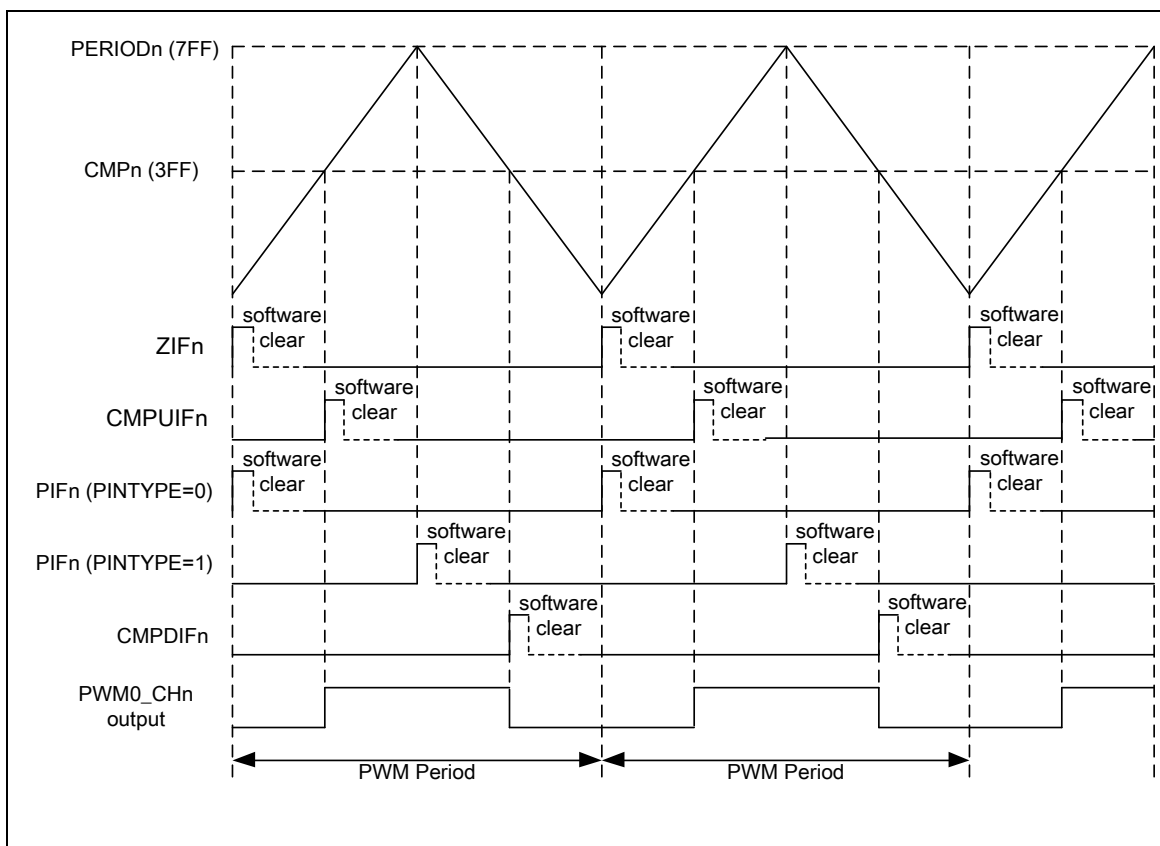 PERIODn (7FF)
CMPn (3FF)
software
clear
software
clear
software
clear
ZIFn
software
clear
software
clear
software
clear
CMPUIFn
software
clear
software
clear
software
clear
PIFn (PINTYPE=0)
software
clear
software
clear
PIFn (PINTYPE=1)
software
clear
software
clear
CMPDIFn
PWM0_CHn
output
PWM Period
PWM Period